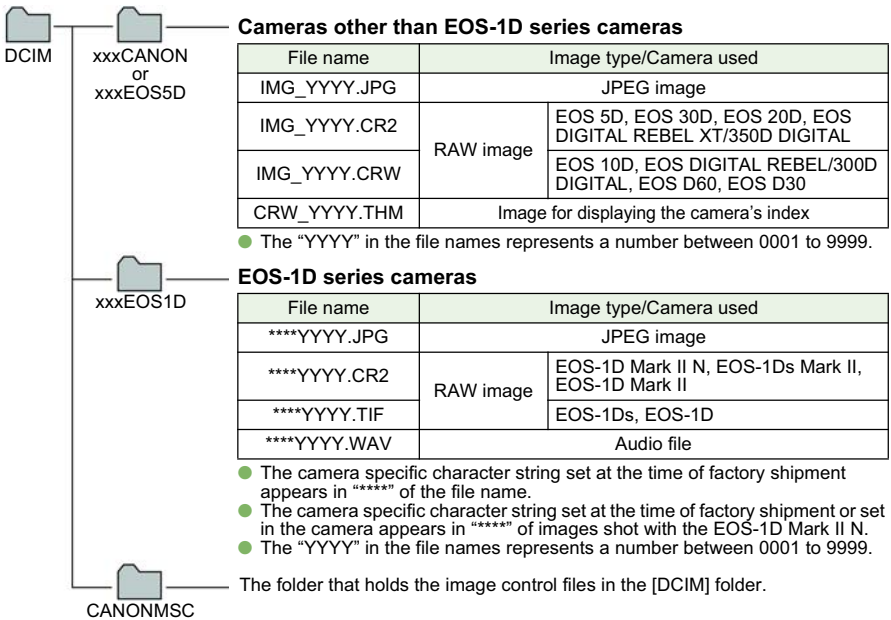 DCIM
xxxCANON
or
xxxEOS5D
Cameras other than EOS-1D series cameras
File name Image type/Camera used
IMG_YYYY.JPG JPEG image
IMG_YYYY.CR2 RAW image EOS 5D, EOS 30D, EOS 20D, EOS
DIGITAL REBEL XT/350D DIGITAL
IMG_YYYY.CRW EOS 10D, EOS DIGITAL REBEL/300D
DIGITAL, EOS D60, EOS D30
CRW_YYYY.THM Image for displaying the camera's index
● The “YYYY” in the file names represents a number between 0001 to 9999.
xxxEOS1D
EOS-1D series cameras
File name Image type/Camera used
****YYYY.JPG JPEG image
****YYYY.CR2 RAW image EOS-1D Mark II N, EOS-1Ds Mark II,
EOS-1D Mark II
****YYYY.TIF EOS-1Ds, EOS-1D
****YYYY.WAV Audio file
● The camera specific character string set at the time of factory shipment
appears in “****” of the file name.
● The camera specific character string set at the time of factory shipment or set
in the camera appears in “****” of images shot with the EOS-1D Mark II N.
● The “YYYY” in the file names represents a number between 0001 to 9999.
CANONMSC
The folder that holds the image control files in the [DCIM] folder.